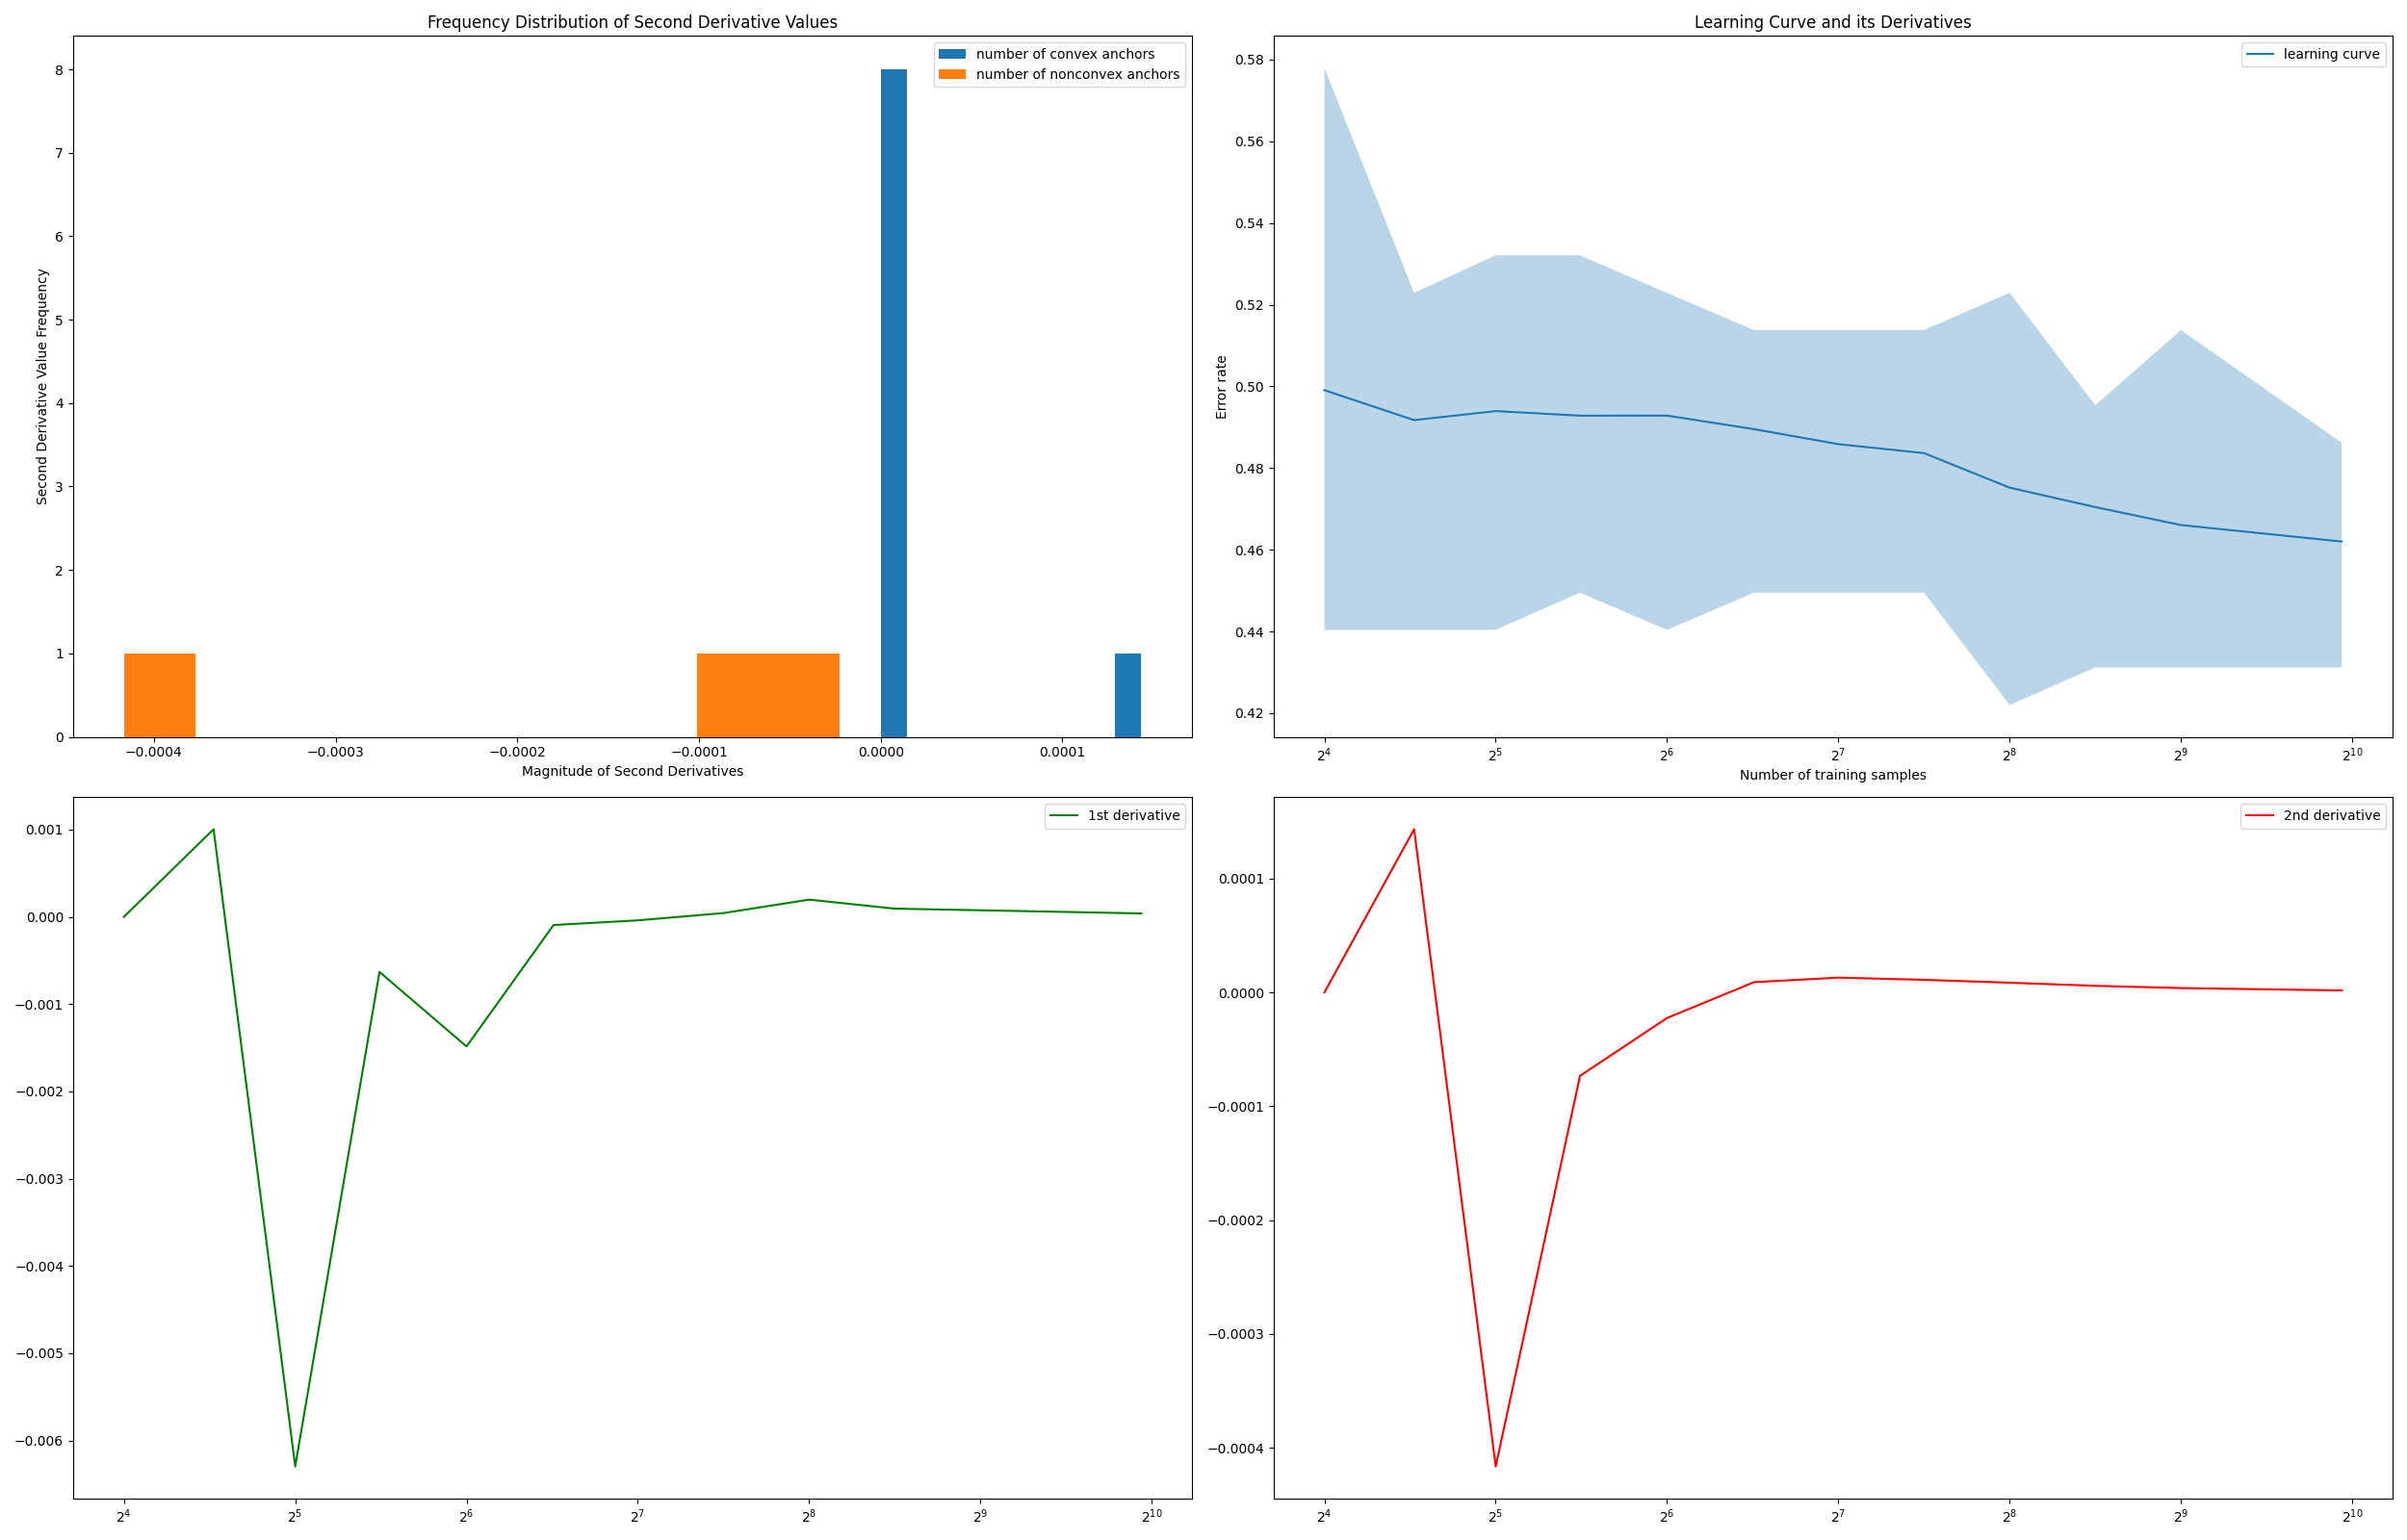 Frequency Distribution of Second Derivative Values
number of convex anchors
number of nonconvex anchors
Second Derivative Value Frequency
8
7
6
5
4
3
2
1
0
−0.0004 −0.0003 −0.0002 −0.0001 0.0000 0.0001
Magnitude of Second Derivatives
Learning Curve and its Derivatives
learning curve
Error rate
0.58
0.56
0.54
0.52
0.50
0.48
0.46
0.44
0.42
2⁴ 2⁵ 2⁶ 2⁷ 2⁸ 2⁹ 2¹⁰
Number of training samples
1st derivative
0.001
0.000
−0.001
−0.002
−0.003
−0.004
−0.005
−0.006
2⁴ 2⁵ 2⁶ 2⁷ 2⁸ 2⁹ 2¹⁰
2nd derivative
0.0001
0.0000
−0.0001
−0.0002
−0.0003
−0.0004
2⁴ 2⁵ 2⁶ 2⁷ 2⁸ 2⁹ 2¹⁰